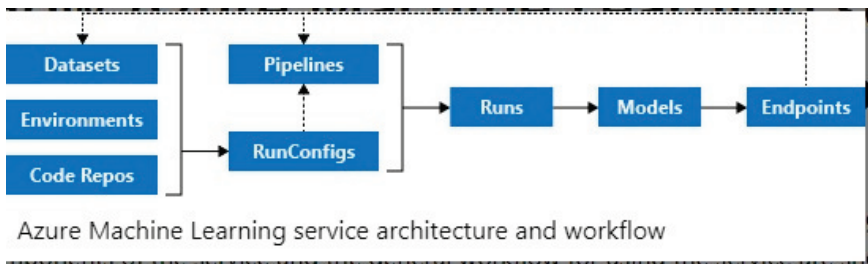 Datasets
Pipelines
Environments
Runs
Models
Endpoints
RunConfigs
Code Repos
Azure Machine Learning service architecture and workflow